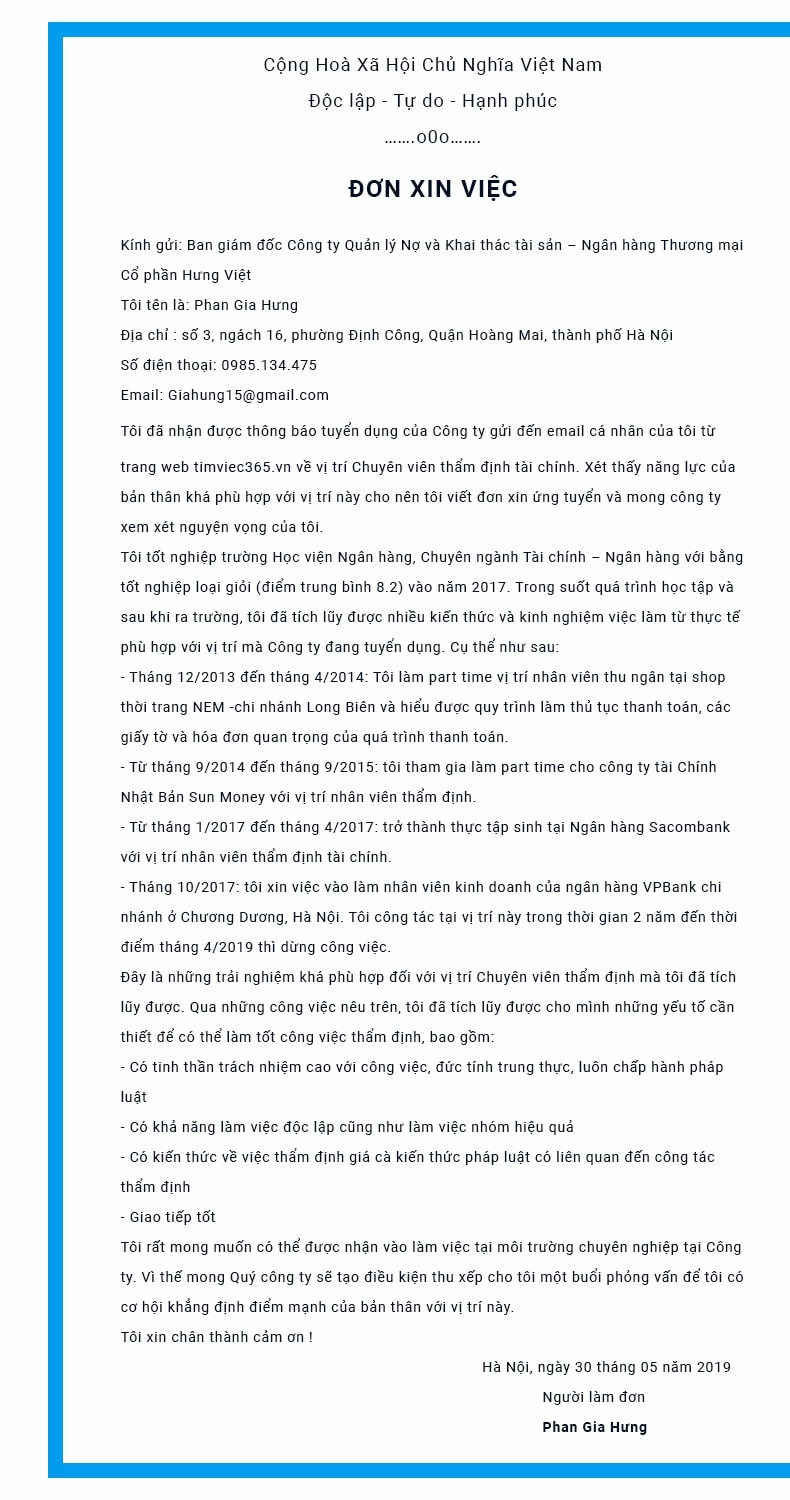 Cộng Hoà Xã Hội Chủ Nghĩa Việt Nam
Độc lập - Tự do - Hạnh phúc
…….o0o…….
ĐƠN XIN VIỆC
Kính gửi: Ban giám đốc Công ty Quản lý Nợ và Khai thác tài sản – Ngân hàng Thương mại
Cổ phần Hưng Việt
Tôi tên là: Phan Gia Hưng
Địa chỉ : số 3, ngách 16, phường Định Công, Quận Hoàng Mai, thành phố Hà Nội
Số điện thoại: 0985.134.475
Email: Giahung15@gmail.com
Tôi đã nhận được thông báo tuyển dụng của Công ty gửi đến email cá nhân của tôi từ
trang web timviec365.vn về vị trí Chuyên viên thẩm định tài chính. Xét thấy năng lực của
bản thân khá phù hợp với vị trí này cho nên tôi viết đơn xin ứng tuyển và mong công ty
xem xét nguyện vọng của tôi.
Tôi tốt nghiệp trường Học viện Ngân hàng, Chuyên ngành Tài chính – Ngân hàng với bằng
tốt nghiệp loại giỏi (điểm trung bình 8.2) vào năm 2017. Trong suốt quá trình học tập và
sau khi ra trường, tôi đã tích lũy được nhiều kiến thức và kinh nghiệm việc làm từ thực tế
phù hợp với vị trí mà Công ty đang tuyển dụng. Cụ thể như sau:
- Tháng 12/2013 đến tháng 4/2014: Tôi làm part time vị trí nhân viên thu ngân tại shop
thời trang NEM -chi nhánh Long Biên và hiểu được quy trình làm thủ tục thanh toán, các
giấy tờ và hóa đơn quan trọng của quá trình thanh toán.
- Từ tháng 9/2014 đến tháng 9/2015: tôi tham gia làm part time cho công ty tài Chính
Nhật Bản Sun Money với vị trí nhân viên thẩm định.
- Từ tháng 1/2017 đến tháng 4/2017: trở thành thực tập sinh tại Ngân hàng Sacombank
với vị trí nhân viên thẩm định tài chính.
- Tháng 10/2017: tôi xin việc vào làm nhân viên kinh doanh của ngân hàng VPBank chi
nhánh ở Chương Dương, Hà Nội. Tôi công tác tại vị trí này trong thời gian 2 năm đến thời
điểm tháng 4/2019 thì dừng công việc.
Đây là những trải nghiệm khá phù hợp đối với vị trí Chuyên viên thẩm định mà tôi đã tích
lũy được. Qua những công việc nêu trên, tôi đã tích lũy được cho mình những yếu tố cần
thiết để có thể làm tốt công việc thẩm định, bao gồm:
- Có tinh thần trách nhiệm cao với công việc, đức tính trung thực, luôn chấp hành pháp
luật
- Có khả năng làm việc độc lập cũng như làm việc nhóm hiệu quả
- Có kiến thức về việc thẩm định giá cà kiến thức pháp luật có liên quan đến công tác
thẩm định
- Giao tiếp tốt
Tôi rất mong muốn có thể được nhận vào làm việc tại môi trường chuyên nghiệp tại Công
ty. Vì thế mong Quý công ty sẽ tạo điều kiện thu xếp cho tôi một buổi phỏng vấn để tôi có
cơ hội khẳng định điểm mạnh của bản thân với vị trí này.
Tôi xin chân thành cảm ơn !
Hà Nội, ngày 30 tháng 05 năm 2019
Người làm đơn
Phan Gia Hưng